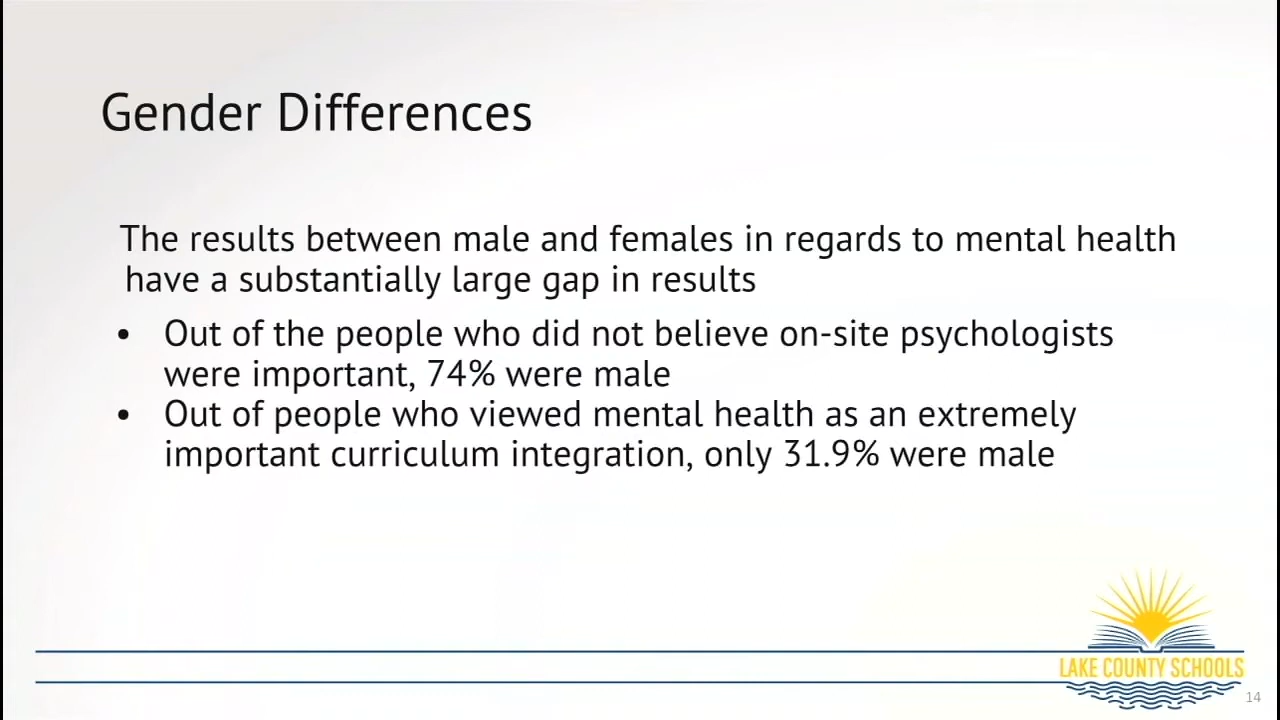 Gender Differences
The results between male and females in regards to mental health
have a substantially large gap in results
• Out of the people who did not believe on-site psychologists
were important, 74% were male
• Out of people who viewed mental health as an extremely
important curriculum integration, only 31.9% were male
LAKE COUNTY SCHOOLS
14